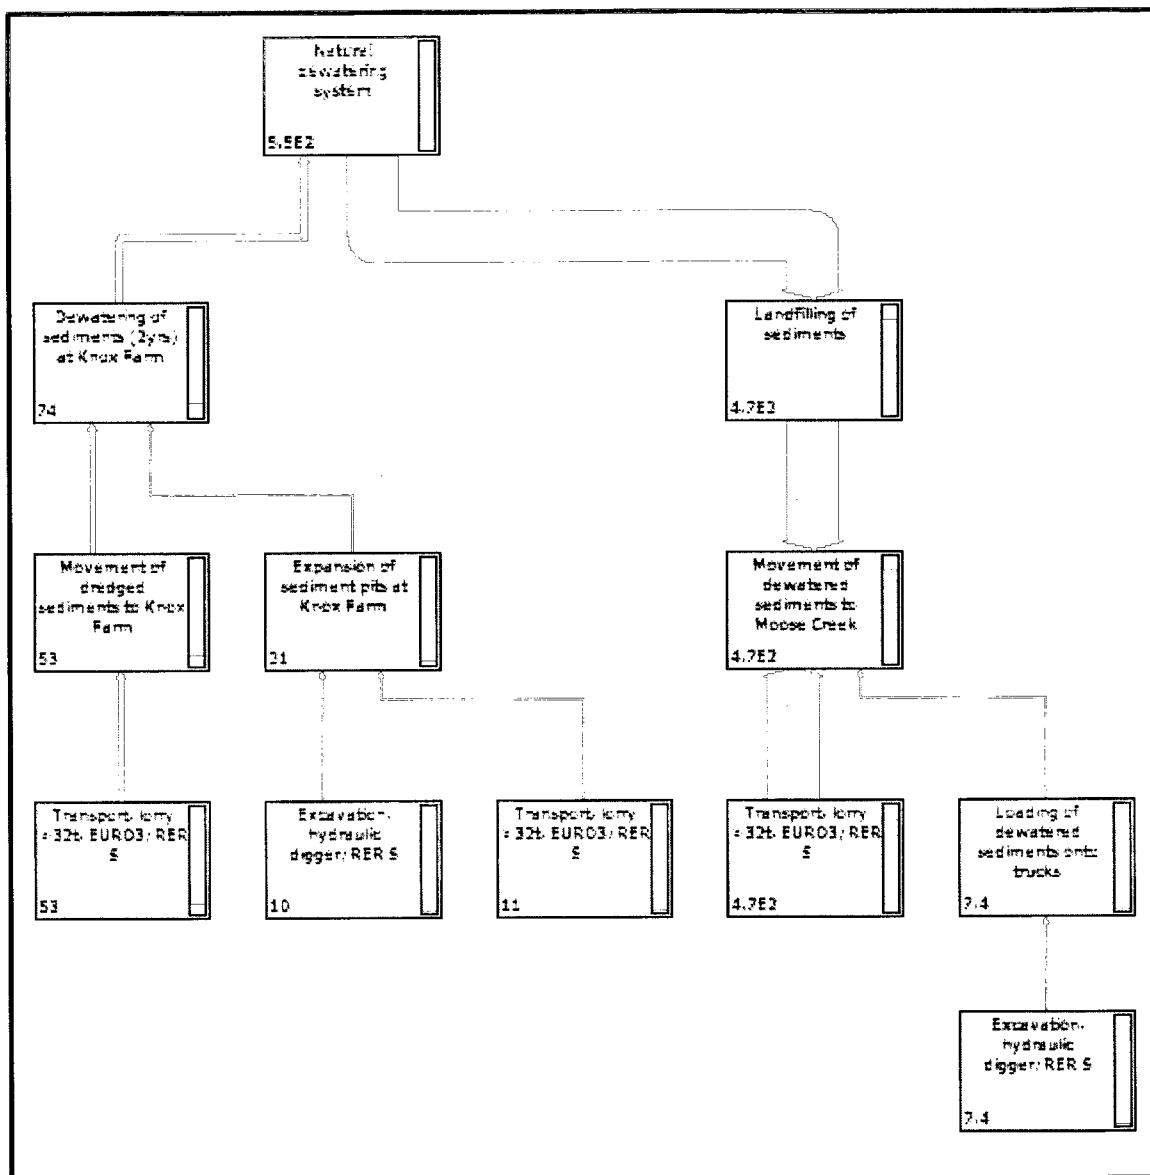 Natural
dewatering
system
5.5E2
Dewatering of
sediments (2yrs)
at Knox Farm
74
Landfilling of
sediments
4.7E2
Movement of
dredged
sediments to Knox
Farm
53
Expansion of
sediment pits at
Knox Farm
21
Movement of
dewatered
sediments to
Moose Creek
4.7E2
Transport, lorry
32t, EURO3/ RER
S
53
Excavation,
hydraulic
digger/ RER S
10
Transport, lorry
32t, EURO3/ RER
S
11
Transport, lorry
32t, EURO3/ RER
S
4.7E2
Loading of
dewatered
sediments onto
trucks
7.4
Excavation,
hydraulic
digger/ RER S
7.4